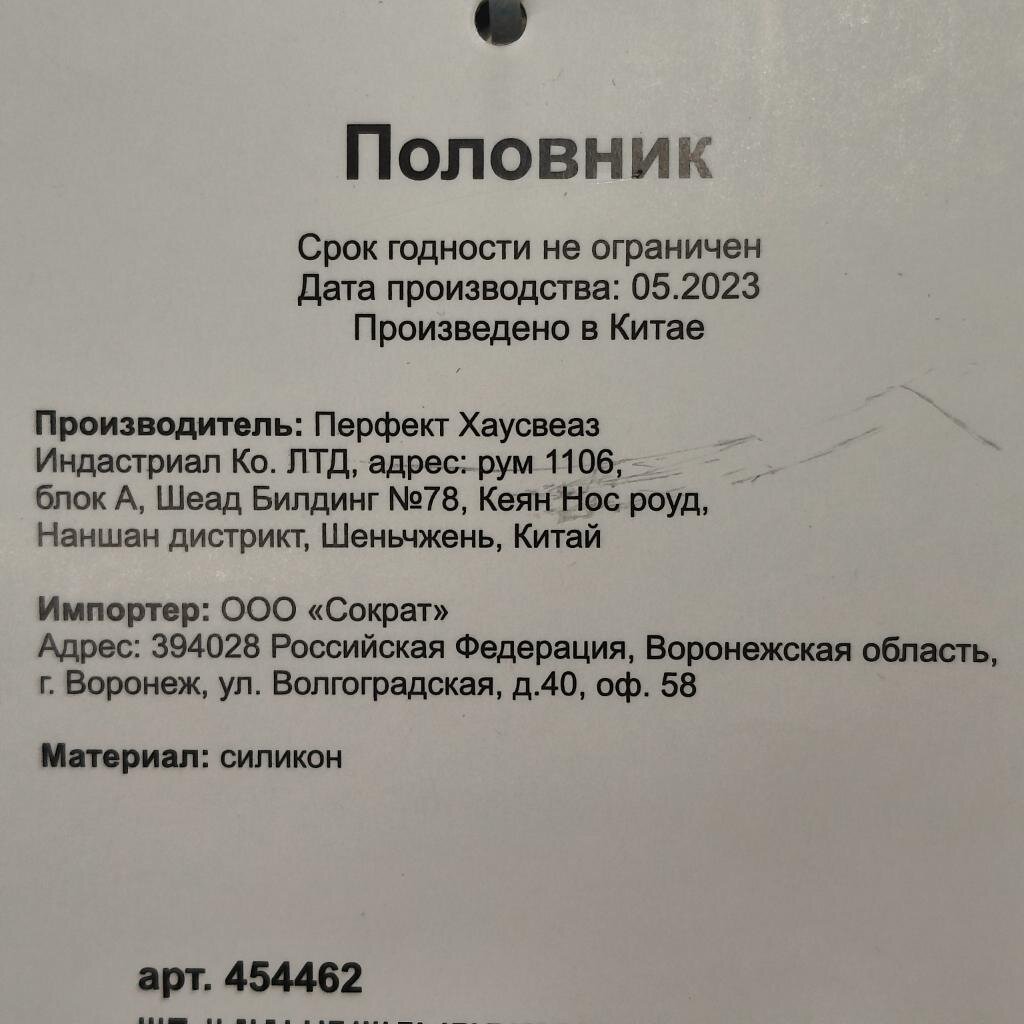 Половник
Срок годности не ограничен
Дата производства: 05.2023
Произведено в Китае
Производитель: Перфект Хаусвеаз
Индастриал Ко. ЛТД, адрес: рум 1106,
блок А, Шеад Билдинг №78, Кеян Нос роуд,
Наншан дистрикт, Шеньчжень, Китай
Импортер: ООО «Сократ»
Адрес: 394028 Российская Федерация, Воронежская область,
г. Воронеж, ул. Волгоградская, д.40, оф. 58
Материал: силикон
арт. 454462